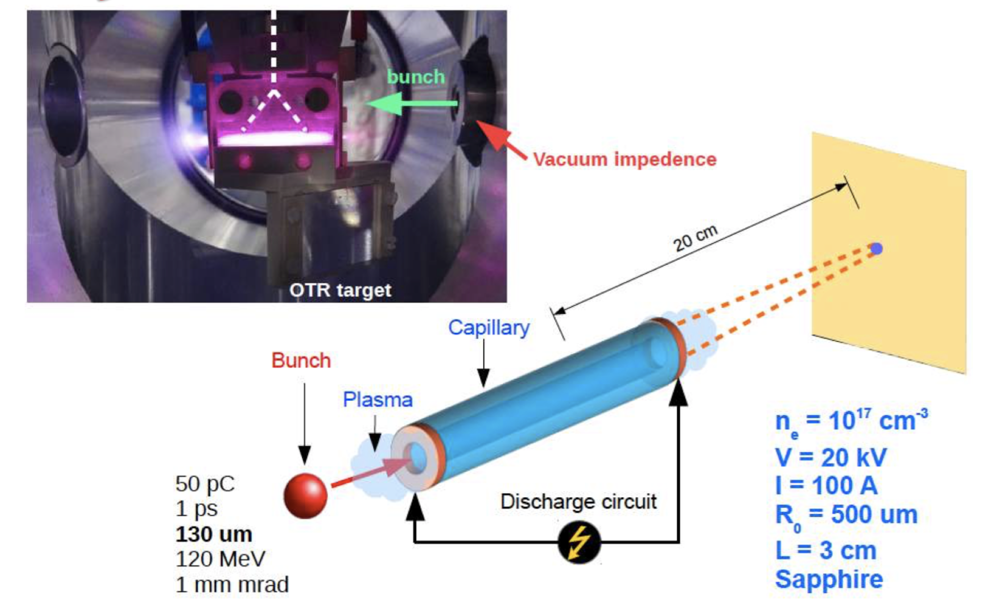 bunch
Vacuum impedence
OTR target
20 cm
Capillary
Bunch
Plasma
50 pC
1 ps
130 um
120 MeV
1 mm mrad
Discharge circuit
nₑ = 10¹⁷ cm⁻³
V = 20 kV
I = 100 A
R₀ = 500 um
L = 3 cm
Sapphire